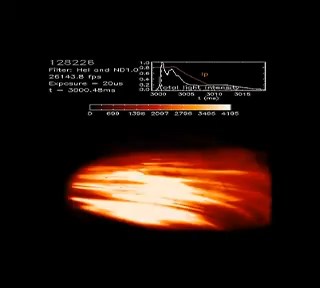 128226
Filter: HeI and ND1.0
26143.8 fps
Exposure = 20us
t = 3000.48ms
1.0
0.8
0.6
0.4
0.2
0.0
Ip
Total light intensity
3000 3005 3010 3015
t (ms)
0 699 1398 2097 2796 3495 4195